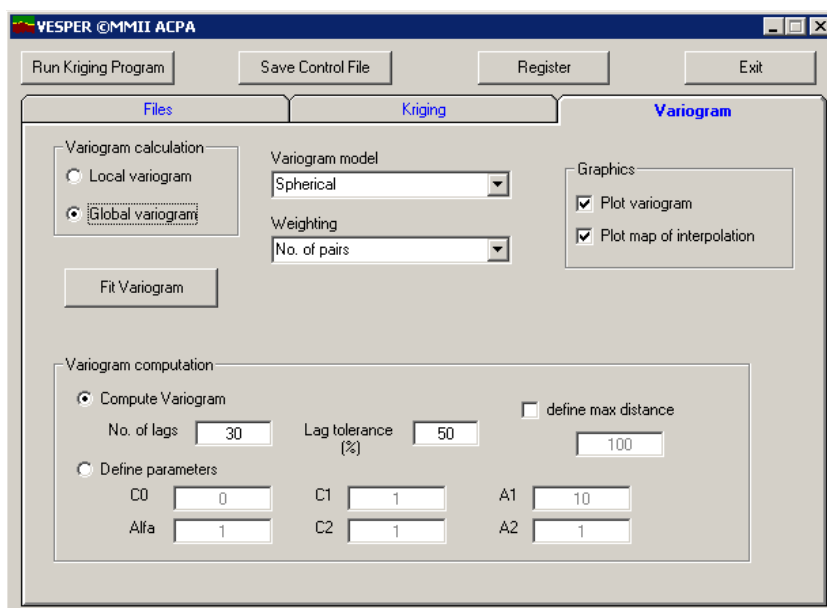 VESPER ©MMII ACPA
Run Kriging Program Save Control File Register Exit
Files Kriging Variogram
Variogram calculation
Local variogram
Global variogram
Variogram model
Spherical
Weighting
No. of pairs
Graphics
Plot variogram
Plot map of interpolation
Fit Variogram
Variogram computation
Compute Variogram
No. of lags 30 Lag tolerance (%) 50
define max distance
100
Define parameters
C0 0 C1 1 A1 10
Alfa 1 C2 1 A2 1